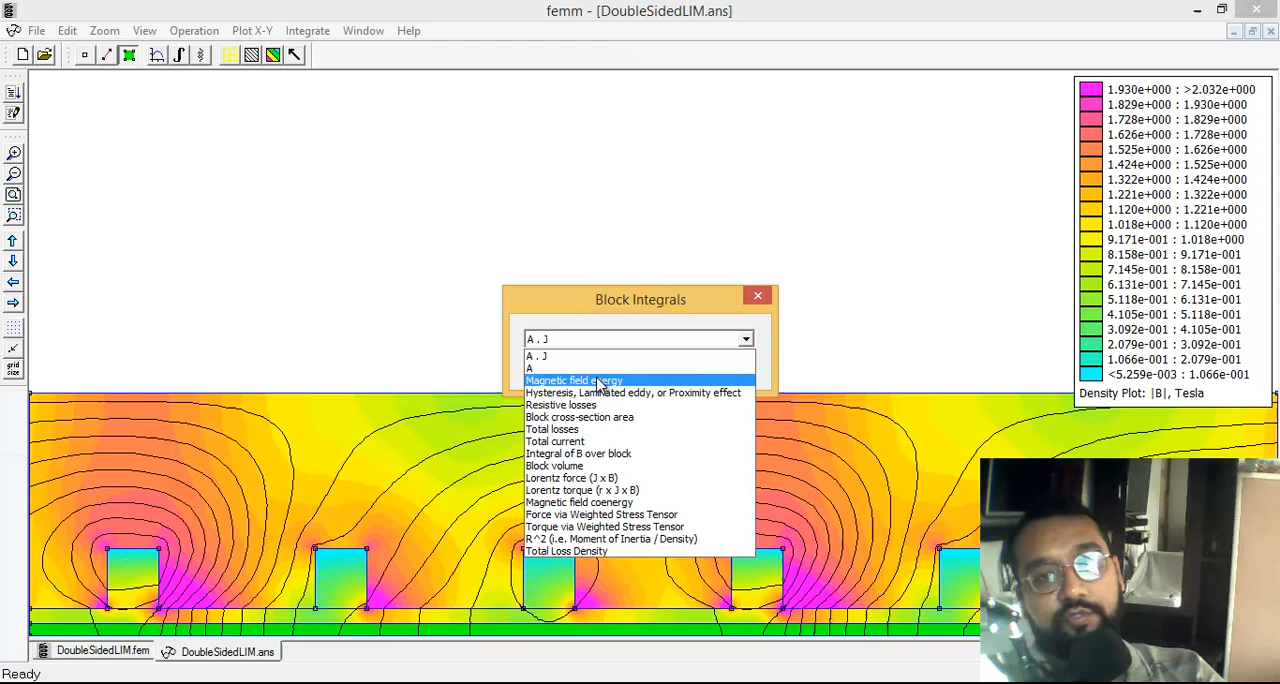 femm - [DoubleSidedLIM.ans]
File Edit Zoom View Operation Plot X-Y Integrate Window Help
1.930e+000 : >2.032e+000
1.829e+000 : 1.930e+000
1.728e+000 : 1.829e+000
1.626e+000 : 1.728e+000
1.525e+000 : 1.626e+000
1.424e+000 : 1.525e+000
1.322e+000 : 1.424e+000
1.221e+000 : 1.322e+000
1.120e+000 : 1.221e+000
1.018e+000 : 1.120e+000
9.171e-001 : 1.018e+000
8.158e-001 : 9.171e-001
7.145e-001 : 8.158e-001
6.131e-001 : 7.145e-001
5.118e-001 : 6.131e-001
4.105e-001 : 5.118e-001
3.092e-001 : 4.105e-001
2.079e-001 : 3.092e-001
1.066e-001 : 2.079e-001
<5.259e-003 : 1.066e-001
Density Plot: |B|, Tesla
grid
size
Block Integrals
A . J
A . J
A
Magnetic field energy
Hysteresis, Laminated eddy, or Proximity effect
Resistive losses
Block cross-section area
Total losses
Total current
Integral of B over block
Block volume
Lorentz force (J x B)
Lorentz torque (r x J x B)
Magnetic field coenergy
Force via Weighted Stress Tensor
Torque via Weighted Stress Tensor
R^2 (i.e. Moment of Inertia / Density)
Total Loss Density
DoubleSidedLIM.fem
DoubleSidedLIM.ans
Ready